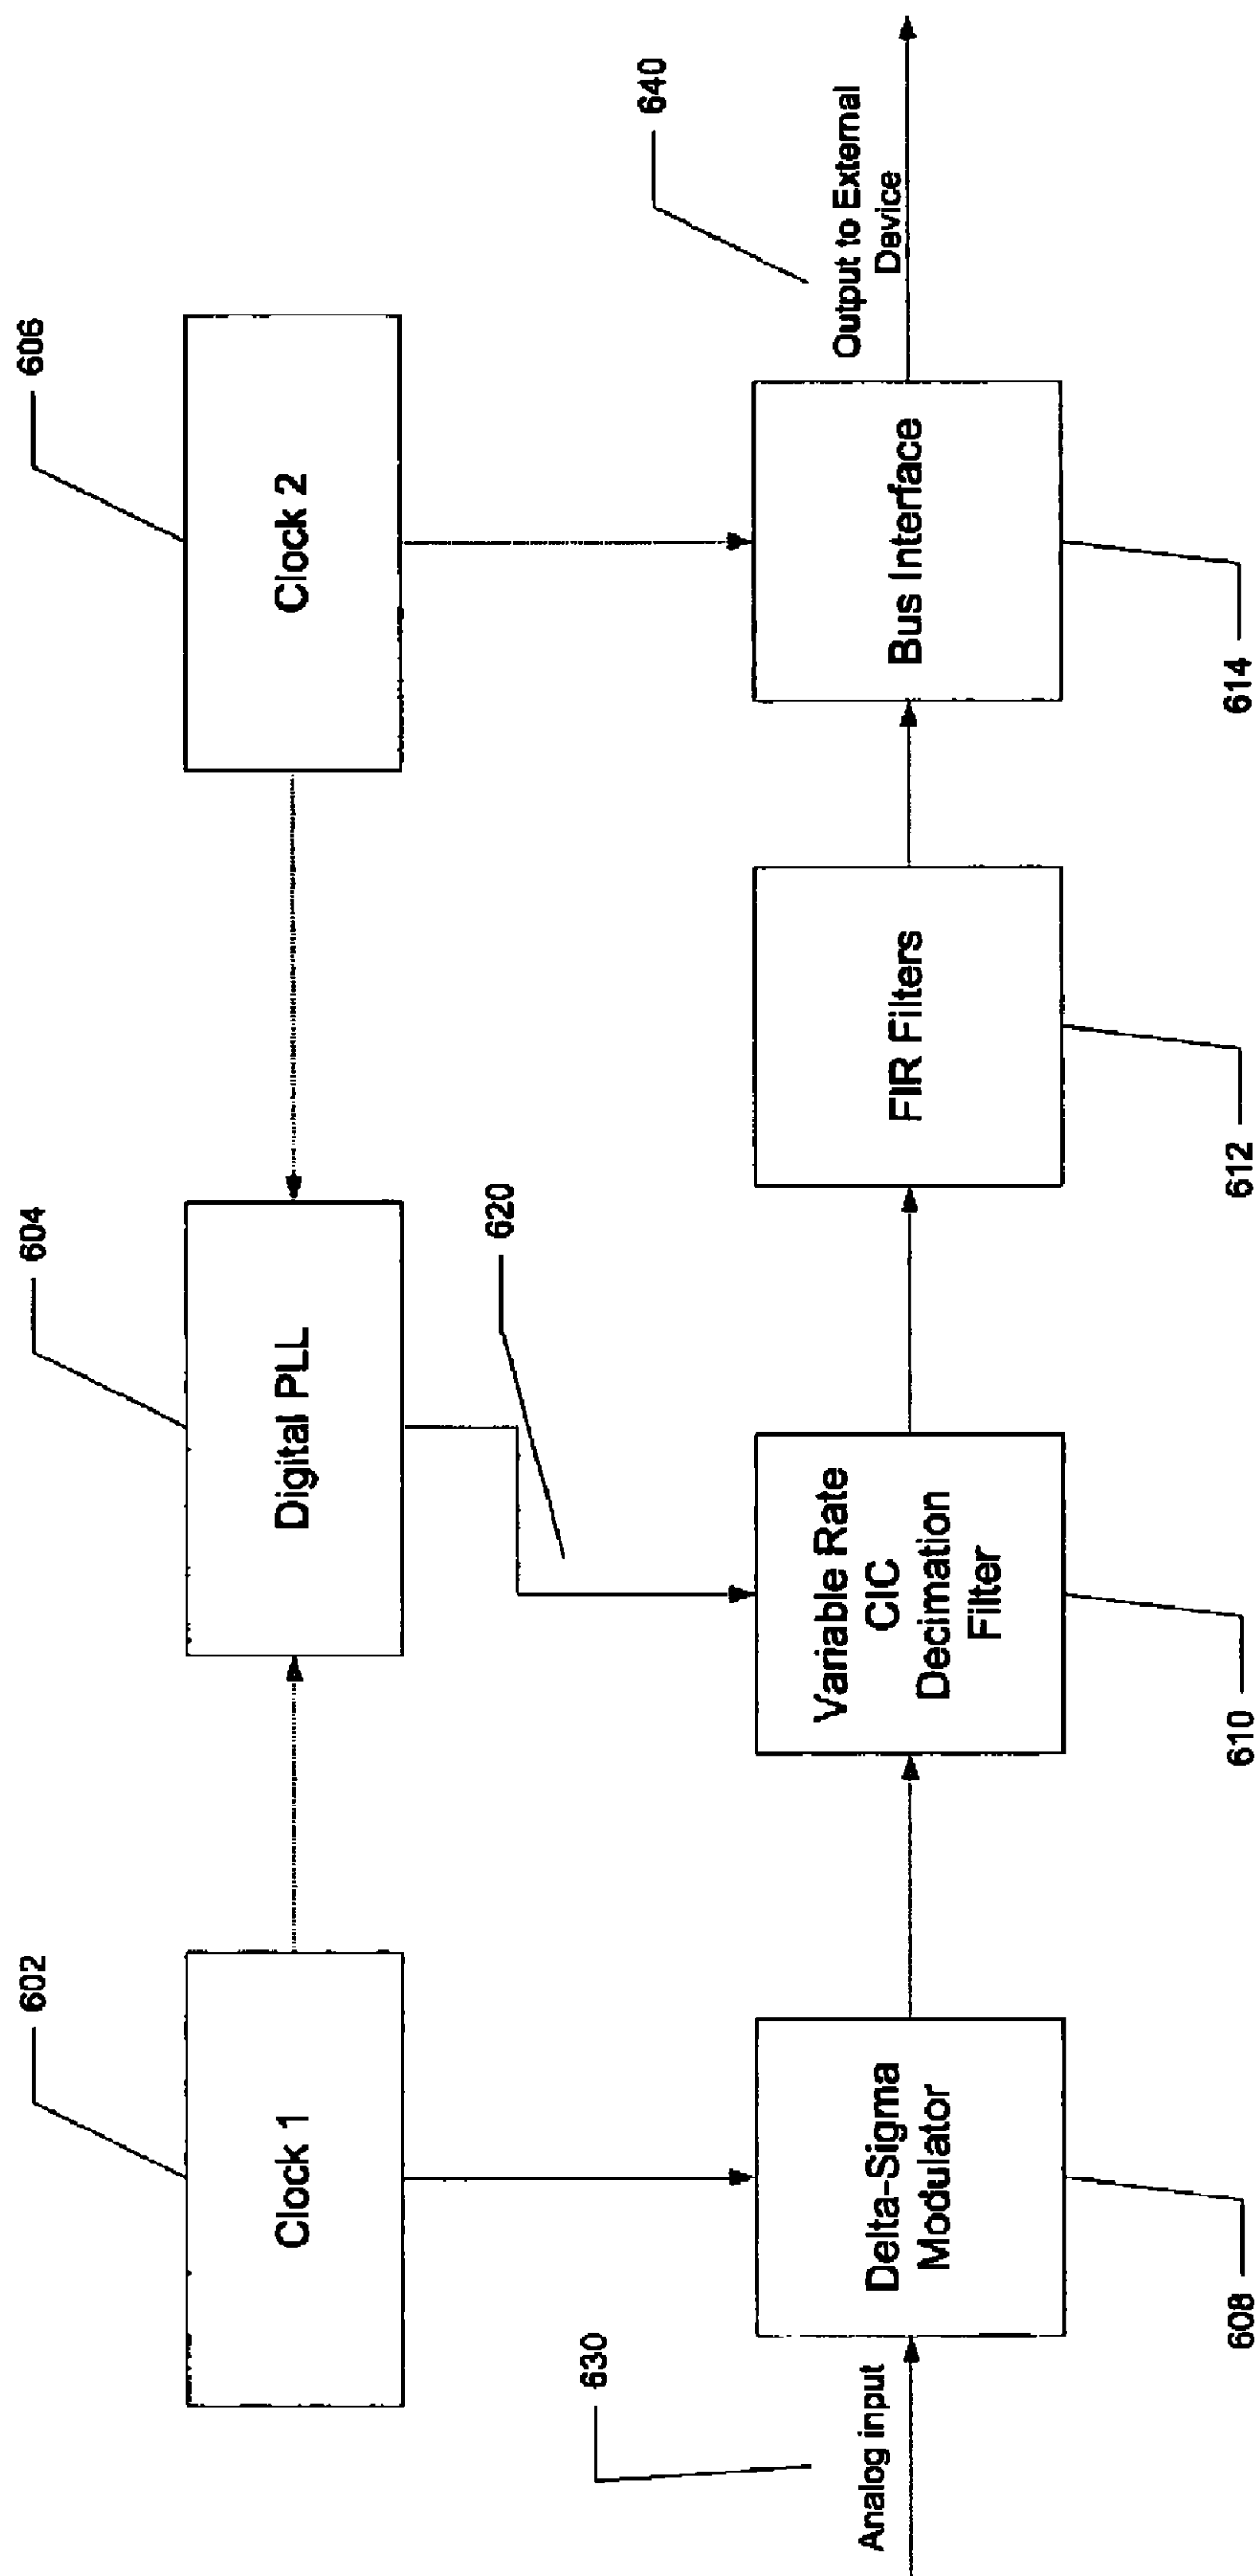 602
604
606
Clock 1
Digital PLL
Clock 2
620
630
640
Analog input
Output to External
Device
Delta-Sigma
Modulator
Variable Rate
CIC
Decimation
Filter
FIR Filters
Bus Interface
608
610
612
614